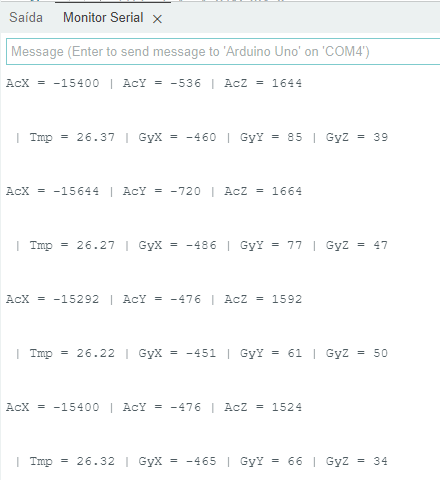 Saída Monitor Serial
Message (Enter to send message to 'Arduino Uno' on 'COM4')
AcX = -15400 | AcY = -536 | AcZ = 1644
| Tmp = 26.37 | GyX = -460 | GyY = 85 | GyZ = 39
AcX = -15644 | AcY = -720 | AcZ = 1664
| Tmp = 26.27 | GyX = -486 | GyY = 77 | GyZ = 47
AcX = -15292 | AcY = -476 | AcZ = 1592
| Tmp = 26.22 | GyX = -451 | GyY = 61 | GyZ = 50
AcX = -15400 | AcY = -476 | AcZ = 1524
| Tmp = 26.32 | GyX = -465 | GyY = 66 | GyZ = 34